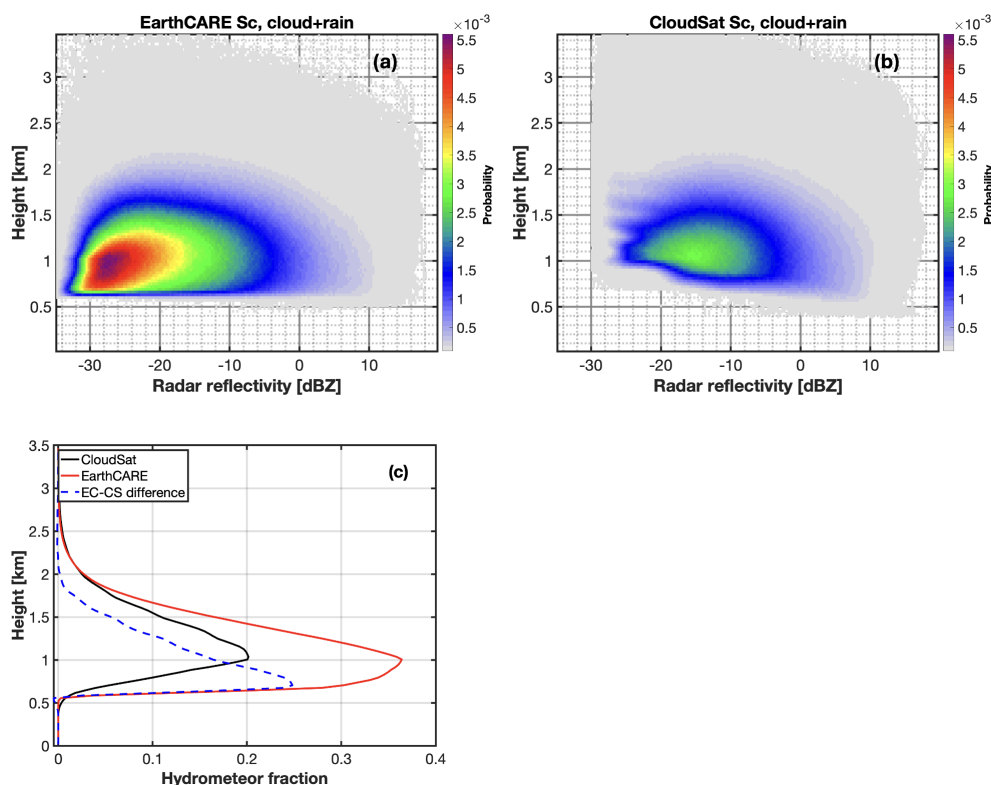 EarthCARE Sc, cloud+rain
×10⁻³
(a)
3
2.5
2
1.5
1
0.5
Height [km]
-30 -20 -10 0 10
Radar reflectivity [dBZ]
5.5
5
4.5
4
3.5
3
2.5
2
1.5
1
0.5
Probability
CloudSat Sc, cloud+rain
×10⁻³
(b)
3
2.5
2
1.5
1
0.5
Height [km]
-30 -20 -10 0 10
Radar reflectivity [dBZ]
5.5
5
4.5
4
3.5
3
2.5
2
1.5
1
0.5
Probability
(c)
CloudSat
EarthCARE
EC-CS difference
3.5
3
2.5
2
1.5
1
0.5
0
Height [km]
0 0.1 0.2 0.3 0.4
Hydrometeor fraction